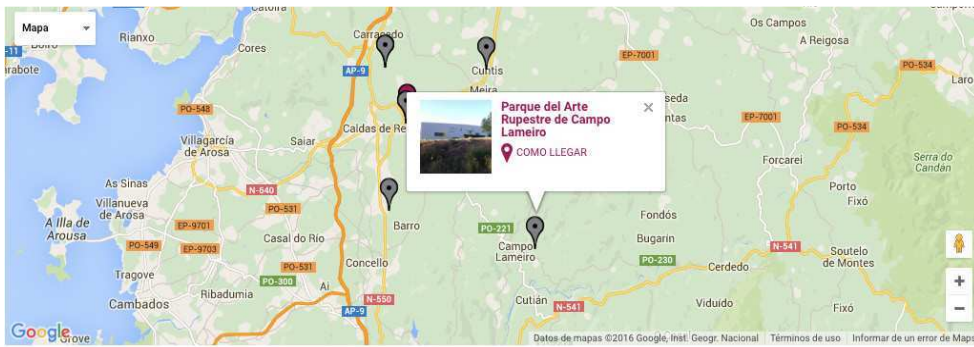 Mapa
Rianxo
Catoira
Cores
Carracedo
Cuntis
Meira
Os Campos
A Reigosa
EP-7001
PO-534
AP-9
PO-548
Caldas de Re
Parque del Arte
Rupestre de Campo
Lameiro
COMO LLEGAR
EP-7001
PO-534
Villagarcía
de Arosa
Saiar
Forcarei
Serra do
Candán
As Sinas
N-640
Villanueva
de Arosa
PO-531
Porto
Fixó
A Illa de
Arousa
EP-9701
Barro
PO-221
Fondós
PO-549
EP-9703
Casal do Río
Campo
Lameiro
Bugarin
N-541
Soutelo
de Montes
PO-531
Concello
PO-230
Cerdedo
Tragove
PO-300
Ai
Cambados
Ribadumia
N-550
AP-9
Cutián
N-541
Viduído
Fixó
Google
Grove
Datos de mapas ©2016 Google, Inst. Geogr. Nacional
Términos de uso
Informar de un error de Maps